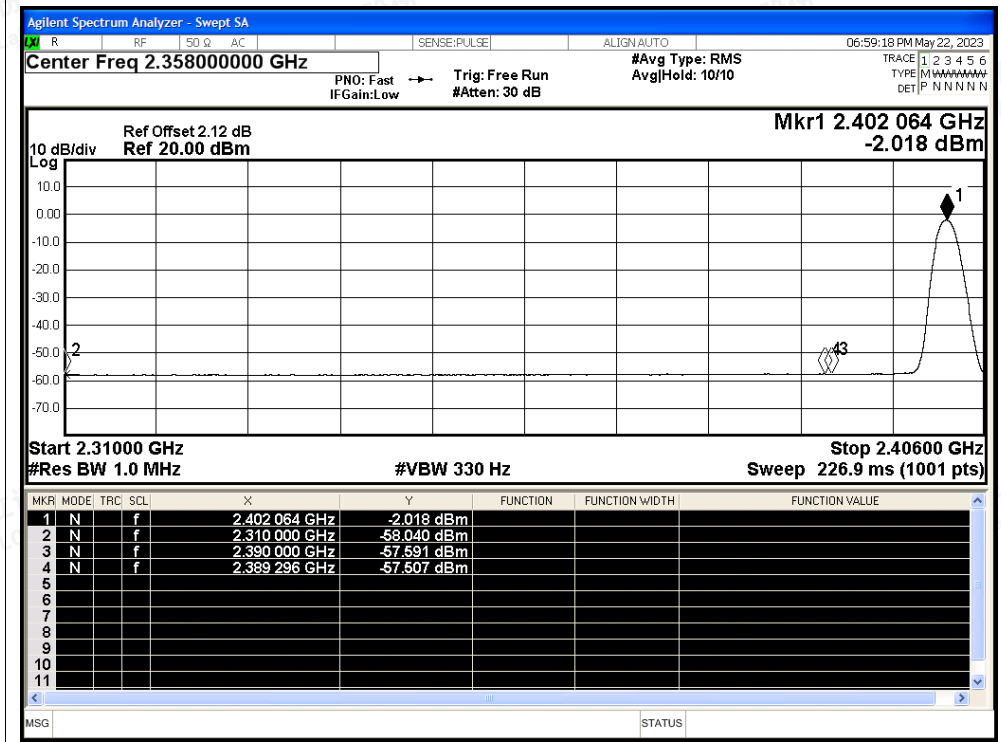 Agilent Spectrum Analyzer - Swept SA
LXI R RF 50 Ω AC SENSE:PULSE ALIGN AUTO 06:59:18 PM May 22, 2023
Center Freq 2.358000000 GHz #Avg Type: RMS TRACE 1 2 3 4 5 6
PNO: Fast Trig: Free Run Avg|Hold: 10/10 TYPE M
IFGain:Low #Atten: 30 dB DET P N N N N N
Mkr1 2.402 064 GHz
Ref Offset 2.12 dB -2.018 dBm
10 dB/div Ref 20.00 dBm
Log
10.0
1
0.00
-10.0
-20.0
-30.0
-40.0
-50.0 2 43
-60.0
-70.0
Start 2.31000 GHz Stop 2.40600 GHz
#Res BW 1.0 MHz #VBW 330 Hz Sweep 226.9 ms (1001 pts)
MKR MODE TRC SCL X Y FUNCTION FUNCTION WIDTH FUNCTION VALUE
1 N f 2.402 064 GHz -2.018 dBm
2 N f 2.310 000 GHz -58.040 dBm
3 N f 2.390 000 GHz -57.591 dBm
4 N f 2.389 296 GHz -57.507 dBm
5
6
7
8
9
10
11
MSG STATUS